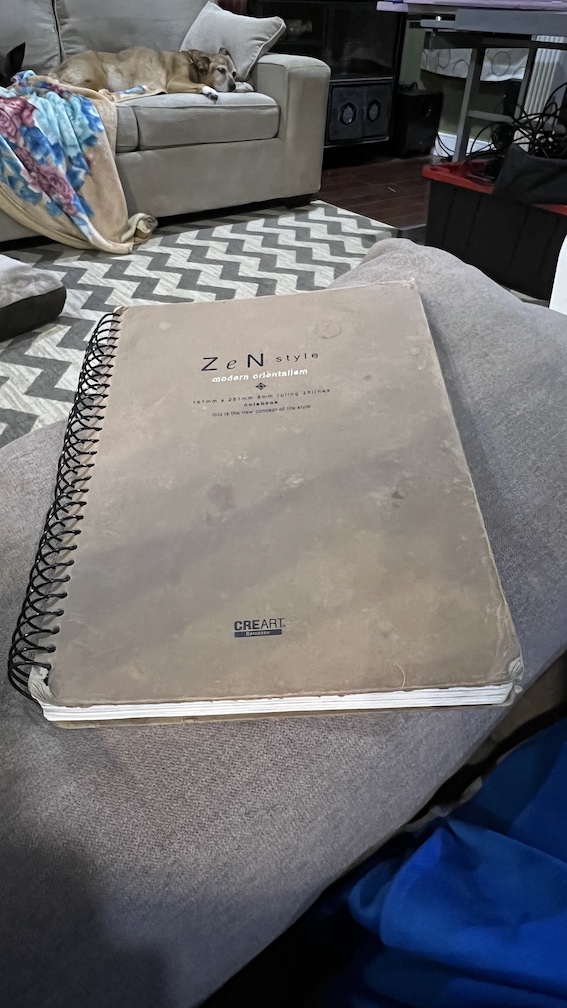 ZeN style
modern orientalism
181mm x 251mm 8mm ruling 28lines
notebook
this is the new concept of life style
CREART